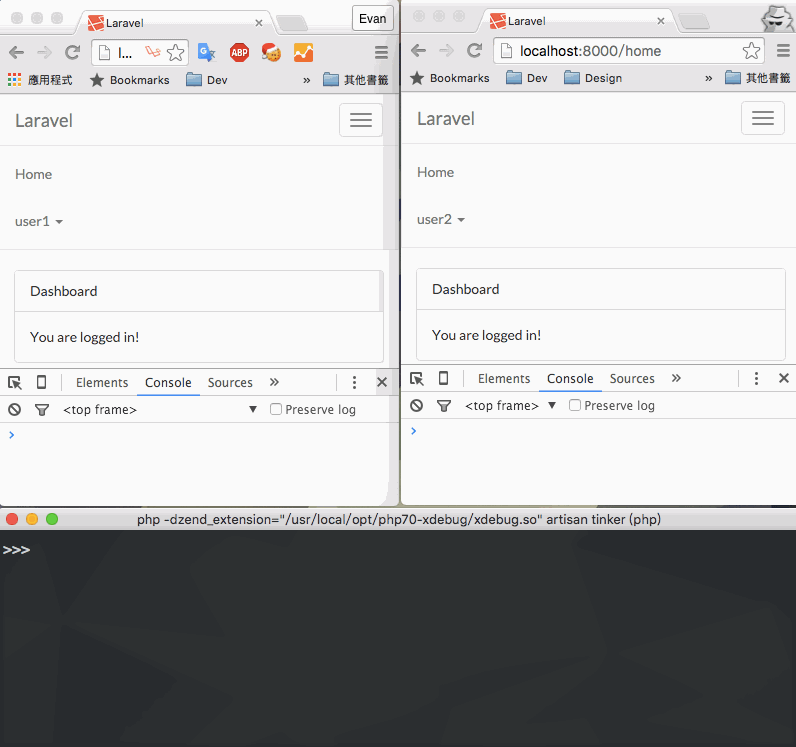 Laravel
Evan
l...
應用程式 Bookmarks Dev » 其他書籤
Laravel
Home
user1
Dashboard
You are logged in!
Elements Console Sources »
<top frame> Preserve log
>
Laravel
localhost:8000/home
Bookmarks Dev Design » 其他書籤
Laravel
Home
user2
Dashboard
You are logged in!
Elements Console Sources »
<top frame> Preserve log
>
php -dzend_extension="/usr/local/opt/php70-xdebug/xdebug.so" artisan tinker (php)
>>>
ABP